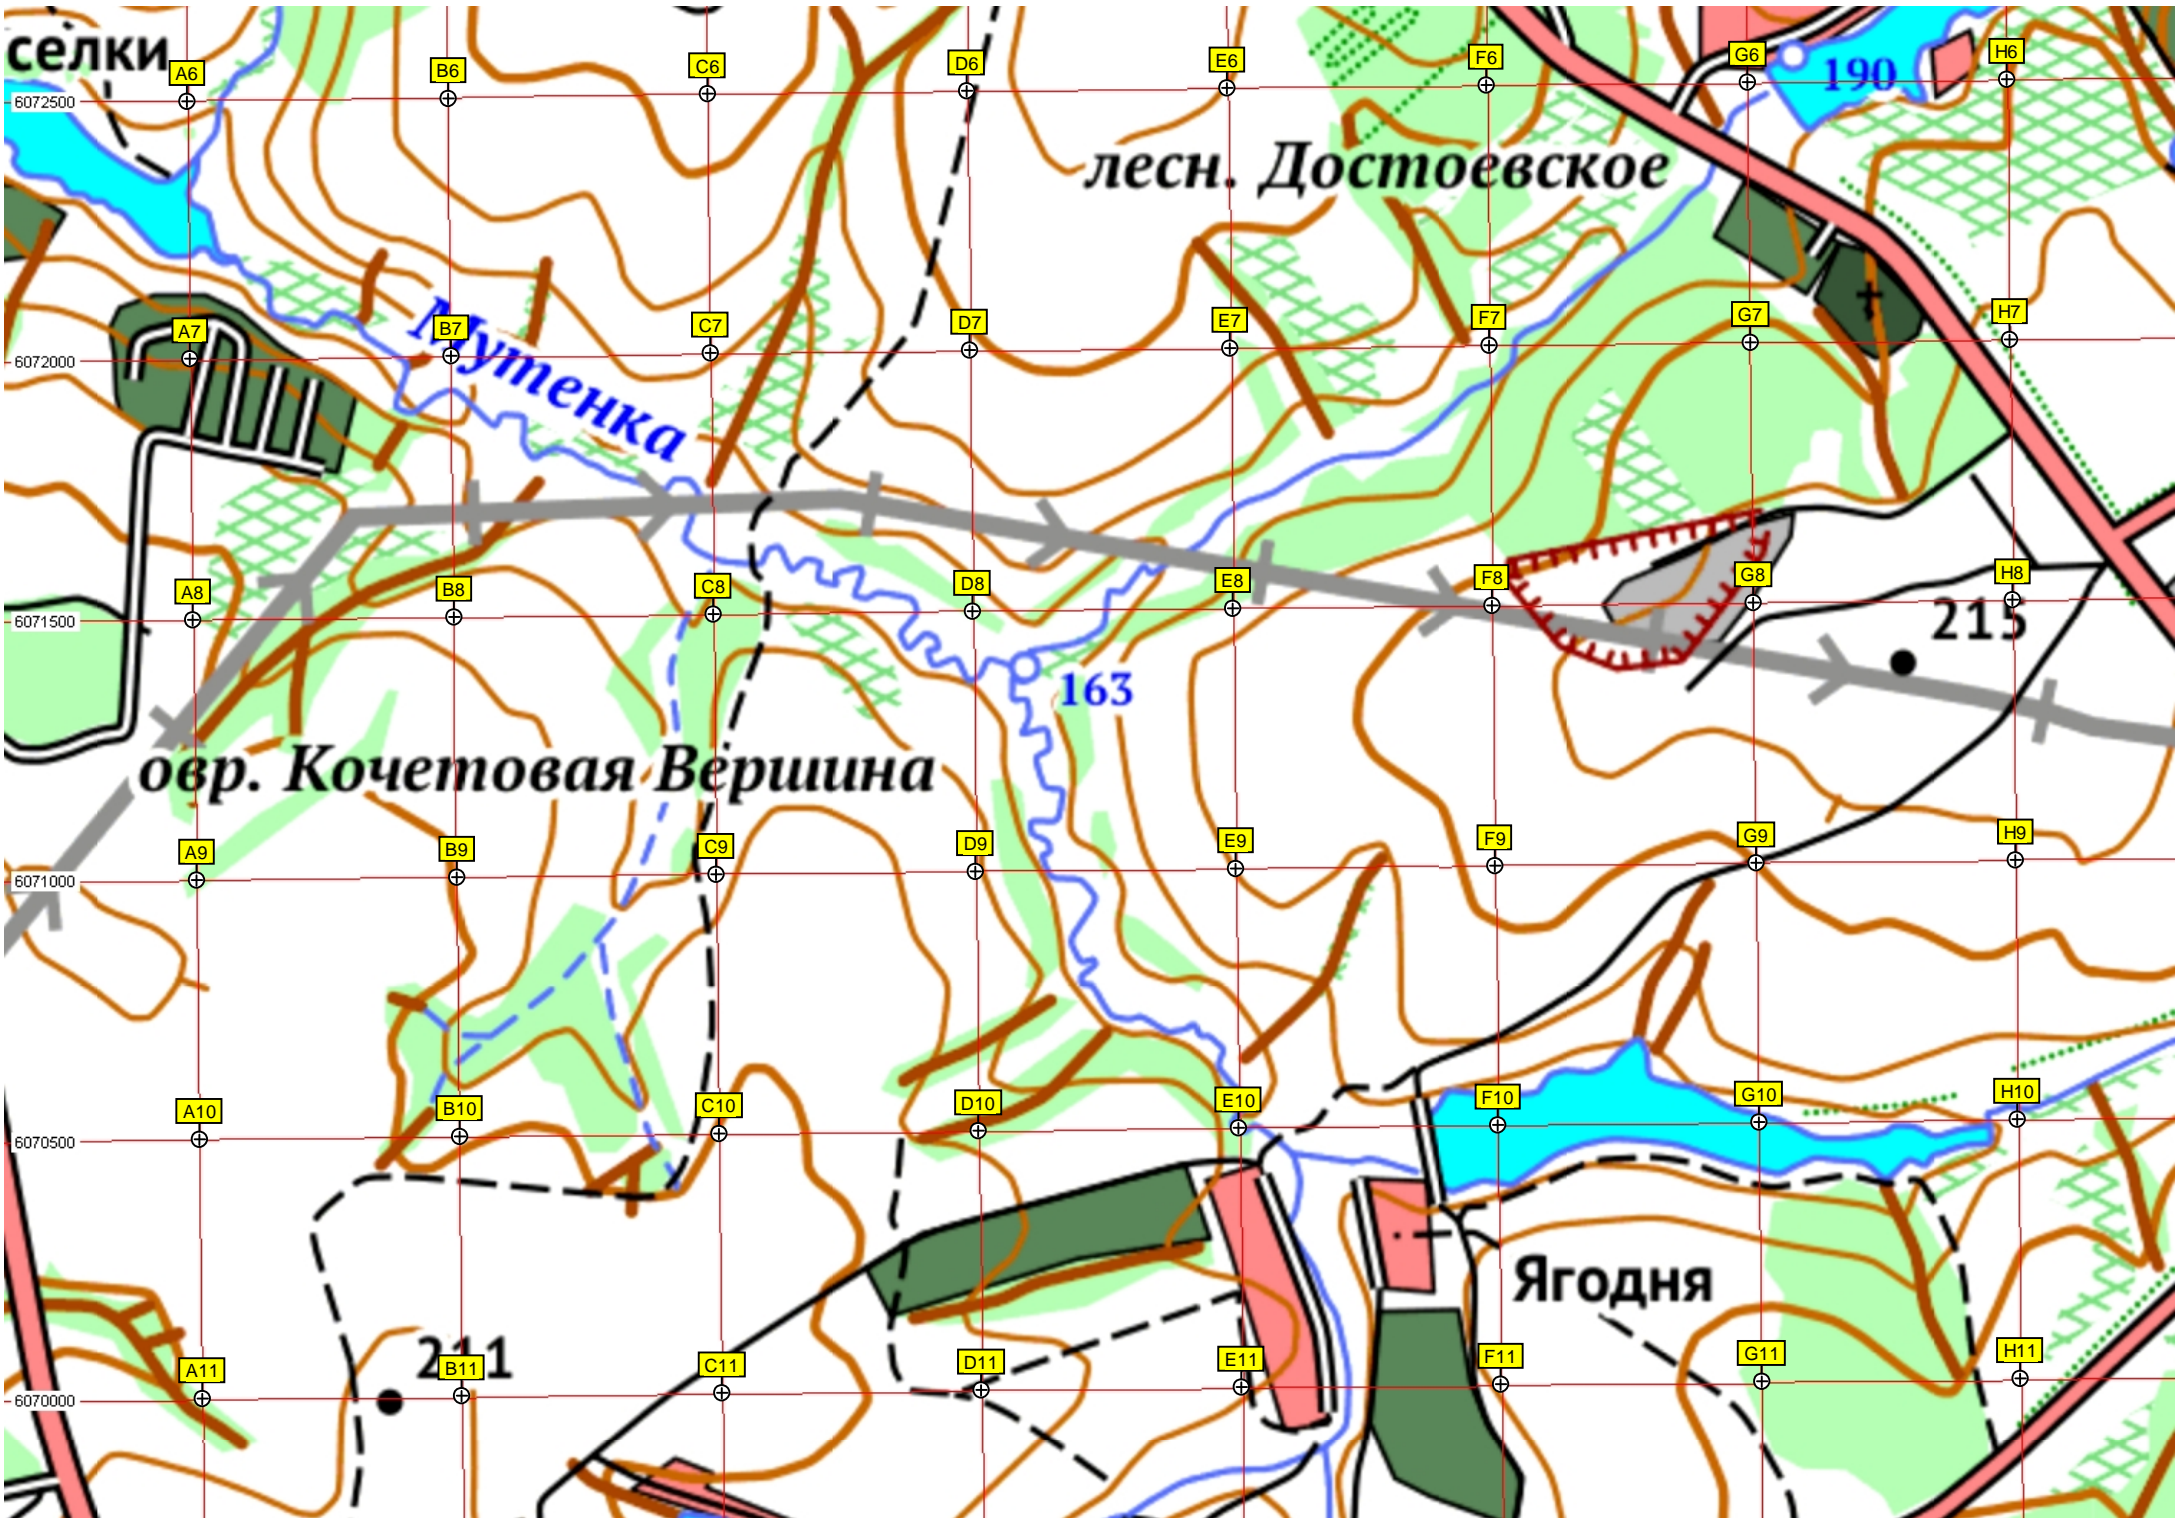 селки
A6
B6
C6
D6
E6
F6
G6
190
H6
6072500
лесн. Достоевское
A7
B7
C7
D7
E7
F7
G7
H7
6072000
Мутенка
A8
B8
C8
D8
E8
F8
G8
H8
6071500
215
163
овр. Кочетовая Вершина
A9
B9
C9
D9
E9
F9
G9
H9
6071000
A10
B10
C10
D10
E10
F10
G10
H10
6070500
Ягодня
211
A11
B11
C11
D11
E11
F11
G11
H11
6070000